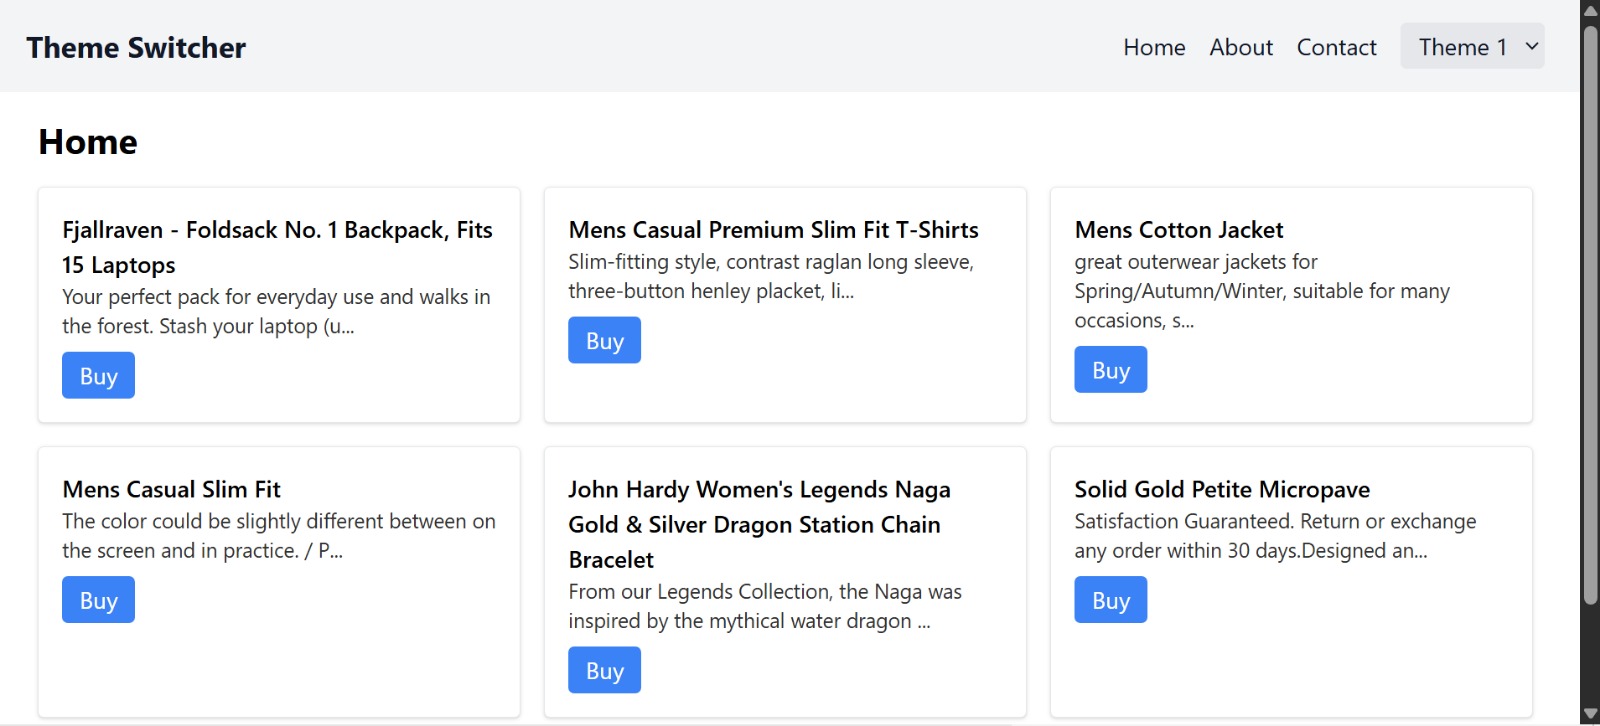 Theme Switcher
Home
About
Contact
Theme 1
Home
Fjallraven - Foldsack No. 1 Backpack, Fits
15 Laptops
Your perfect pack for everyday use and walks in
the forest. Stash your laptop (u...
Buy
Mens Casual Premium Slim Fit T-Shirts
Slim-fitting style, contrast raglan long sleeve,
three-button henley placket, li...
Buy
Mens Cotton Jacket
great outerwear jackets for
Spring/Autumn/Winter, suitable for many
occasions, s...
Buy
Mens Casual Slim Fit
The color could be slightly different between on
the screen and in practice. / P...
Buy
John Hardy Women's Legends Naga
Gold & Silver Dragon Station Chain
Bracelet
From our Legends Collection, the Naga was
inspired by the mythical water dragon ...
Buy
Solid Gold Petite Micropave
Satisfaction Guaranteed. Return or exchange
any order within 30 days.Designed an...
Buy